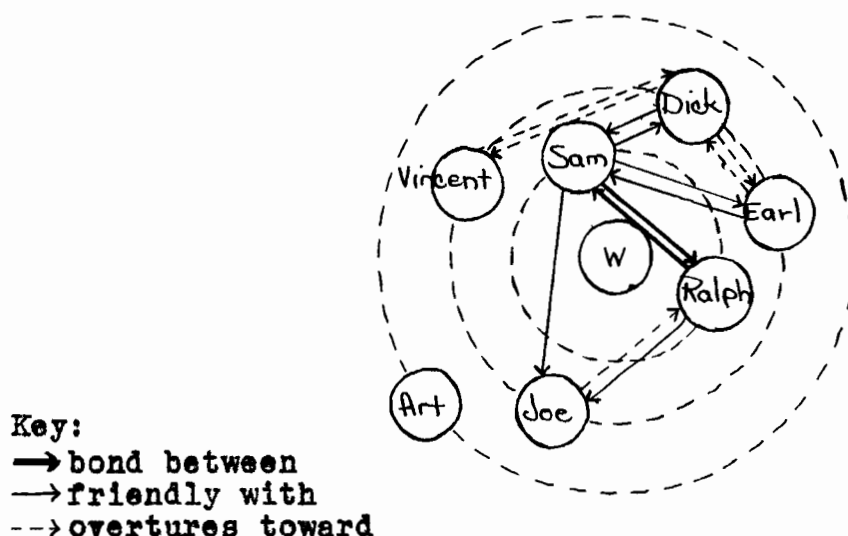 Dick
Sam
Vincent
Earl
W
Ralph
Art
Joe
Key:
bond between
friendly with
overtures toward